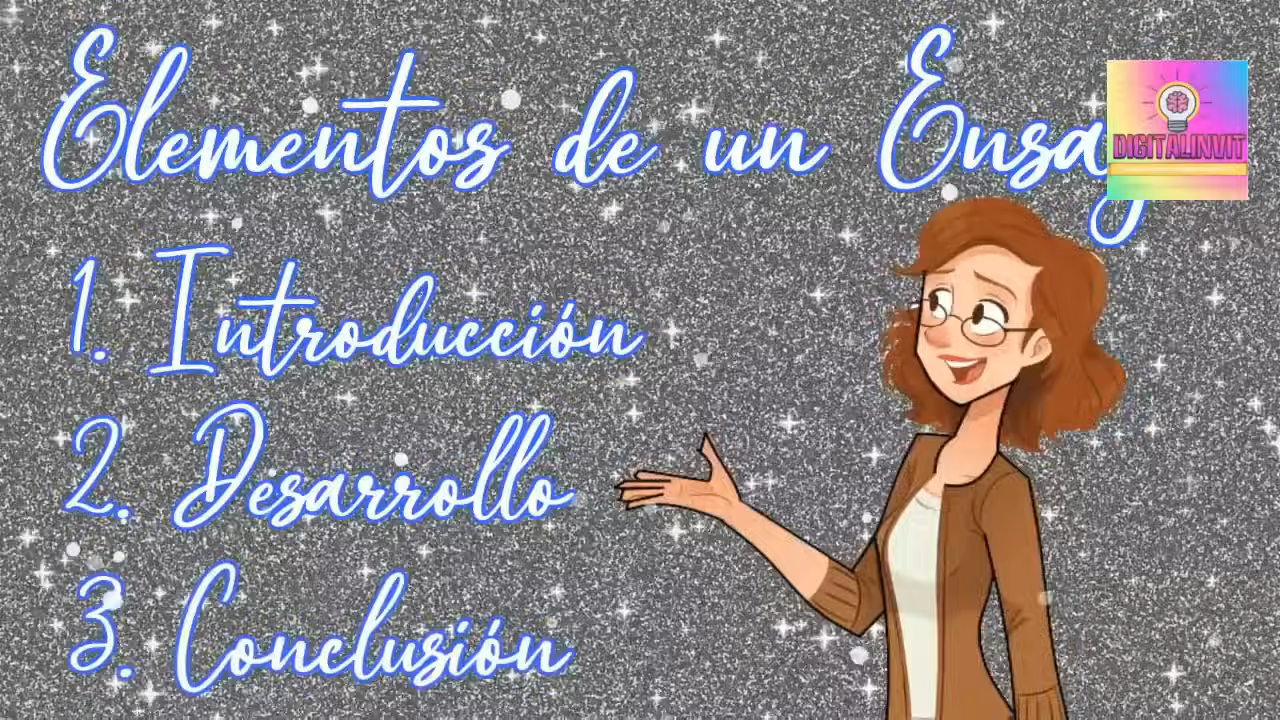 Elementos de un Ensay
DIGITALINVIT
1. Introducción
2. Desarrollo
3. Conclusión